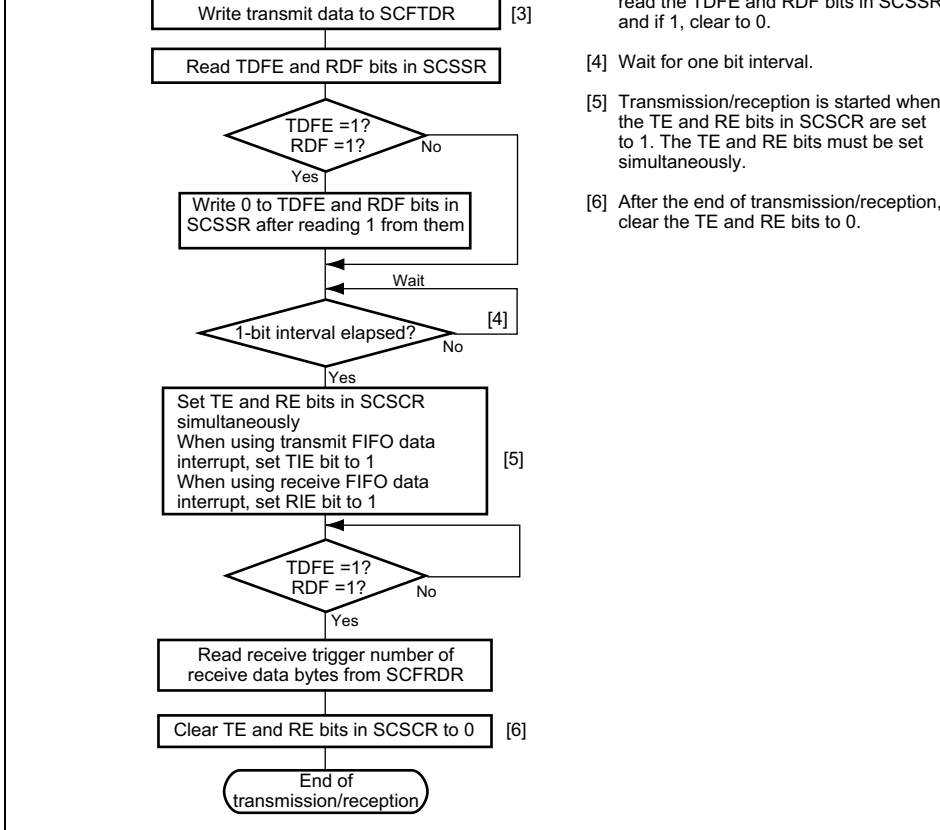 Write transmit data to SCFTDR
[3]
read the TDFE and RDF bits in SCSSR
and if 1, clear to 0.
Read TDFE and RDF bits in SCSSR
[4] Wait for one bit interval.
[5] Transmission/reception is started when
the TE and RE bits in SCSCR are set
to 1. The TE and RE bits must be set
simultaneously.
[6] After the end of transmission/reception,
clear the TE and RE bits to 0.
TDFE =1?
RDF =1?
No
Yes
Write 0 to TDFE and RDF bits in
SCSSR after reading 1 from them
Wait
1-bit interval elapsed?
[4]
No
Yes
Set TE and RE bits in SCSCR
simultaneously
When using transmit FIFO data
interrupt, set TIE bit to 1
When using receive FIFO data
interrupt, set RIE bit to 1
[5]
TDFE =1?
RDF =1?
No
Yes
Read receive trigger number of
receive data bytes from SCFRDR
Clear TE and RE bits in SCSCR to 0
[6]
End of
transmission/reception